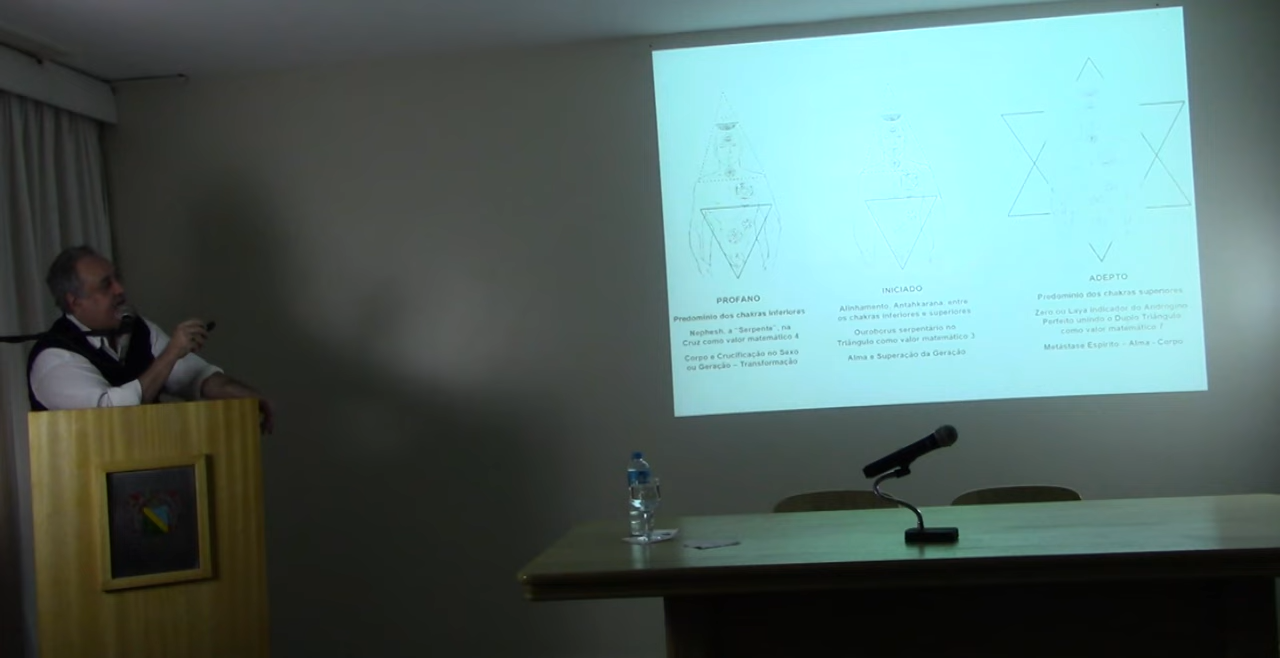 PROFANO
Predomínio dos chakras inferiores
Nephesh, a "Serpente", na
Cruz como valor matemático 4
Corpo e Crucificação no Sexo
ou Geração – Transformação
INICIADO
Alinhamento, Antahkarana, entre
os chakras inferiores e superiores
Ouroborus serpentário no
Triângulo como valor matemático 3
Alma e Superação da Geração
ADEPTO
Predomínio dos chakras superiores
Zero ou Laya Indicador do Andrógino
Perfeito unindo o Duplo Triângulo
como valor matemático 7
Metástase Espírito – Alma - Corpo